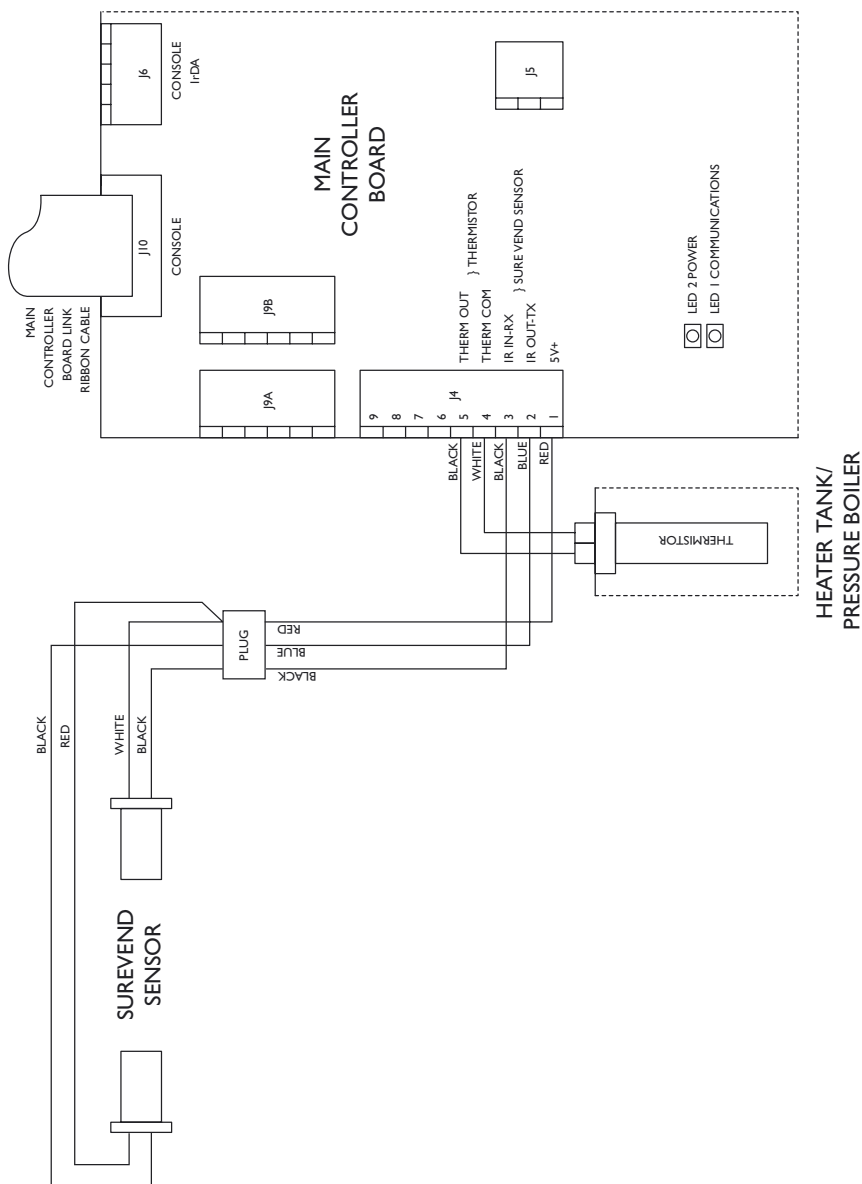 CONSOLE
IrDA
J6
MAIN
CONTROLLER
BOARD LINK
RIBBON CABLE
J10
CONSOLE
MAIN
CONTROLLER
BOARD
J5
J9B
J9A
J4
9
8
7
6
5
4
3
2
1
THERM OUT
THERM COM
} THERMISTOR
IR IN-RX
IR OUT-TX
} SURE VEND SENSOR
5V+
LED 2 POWER
LED 1 COMMUNICATIONS
BLACK
WHITE
BLACK
BLUE
RED
THERMISTOR
HEATER TANK/
PRESSURE BOILER
PLUG
RED
BLUE
BLACK
BLACK
RED
WHITE
BLACK
SUREVEND
SENSOR